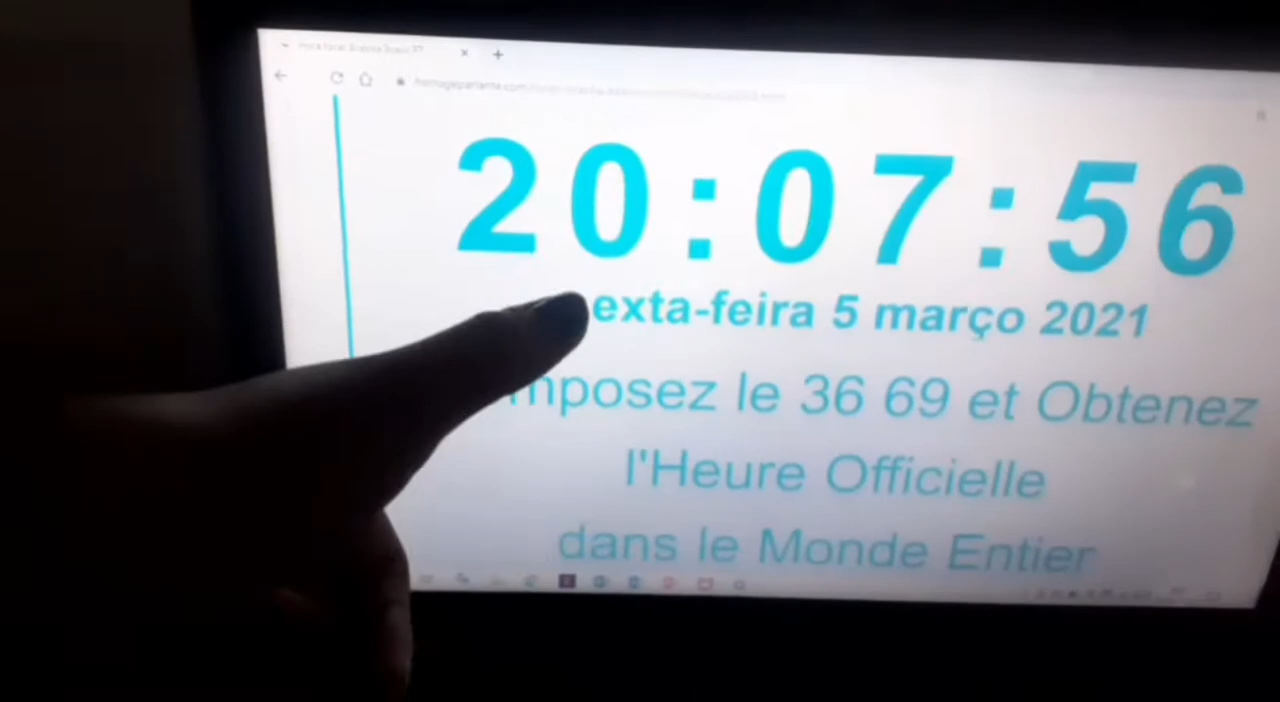 20:07:56
exta-feira 5 março 2021
mposez le 36 69 et Obtenez
l'Heure Officielle
dans le Monde Entier